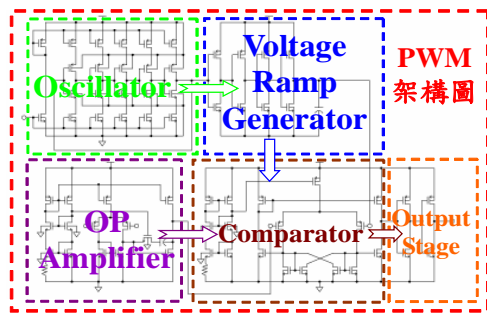 Oscillator
Voltage
Ramp
Generator
PWM
架構圖
OP
Amplifier
Comparator
Output
Stage